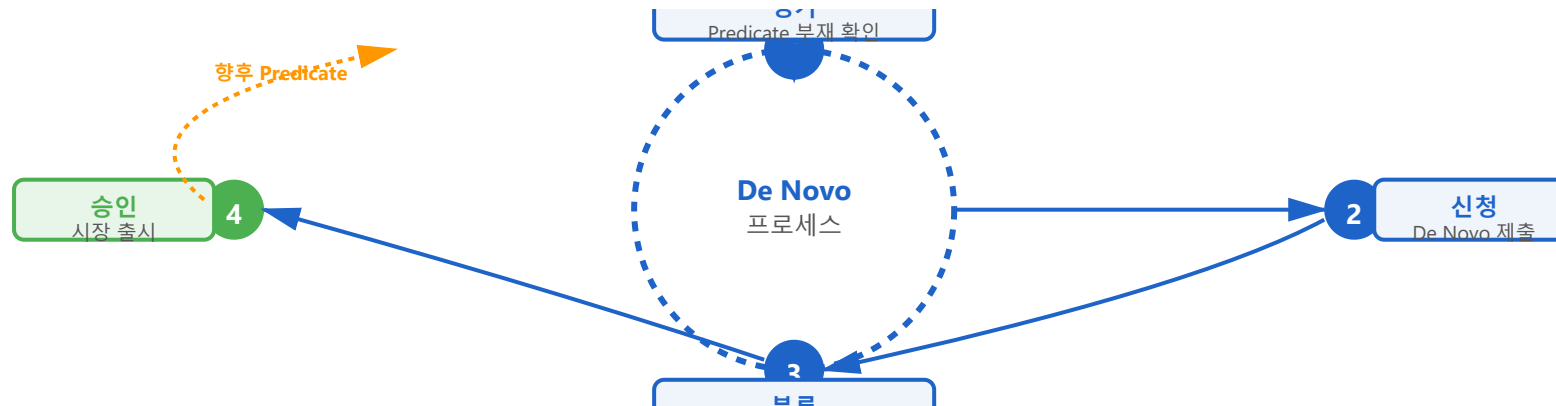 Predicate 부재 확인
향후 Predicate
De Novo
프로세스
승인
시장 출시
4
2
신청
De Novo 제출
3